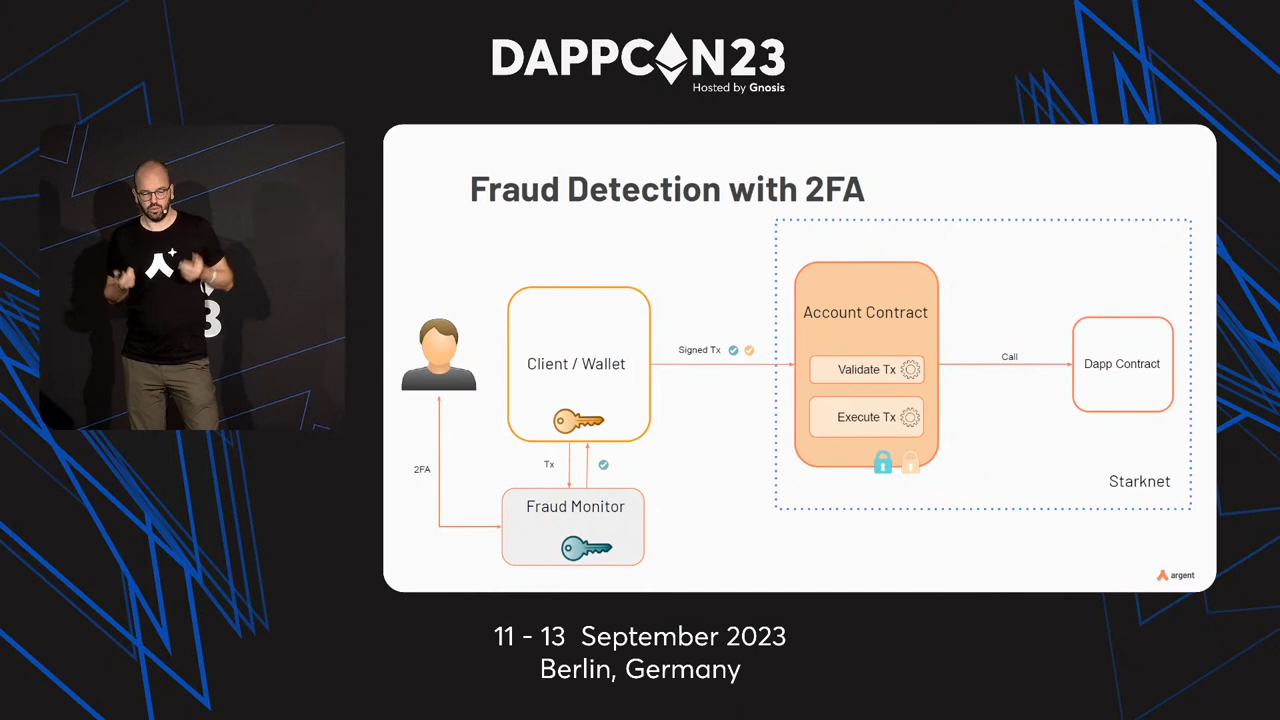 DAPPCON23
Hosted by Gnosis
Fraud Detection with 2FA
Client / Wallet
Signed Tx
Account Contract
Validate Tx
Execute Tx
Call
Dapp Contract
Starknet
Tx
2FA
Fraud Monitor
argent
3
11 - 13 September 2023
Berlin, Germany